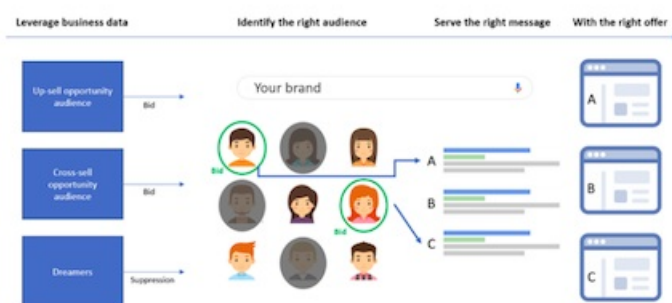 Leverage business data
Identify the right audience
Serve the right message
With the right offer
Up-sell opportunity
audience
Bid
Your brand
A
Bid
A
Cross-sell
opportunity
audience
Bid
B
B
Bid
C
Dreamers
Suppression
C